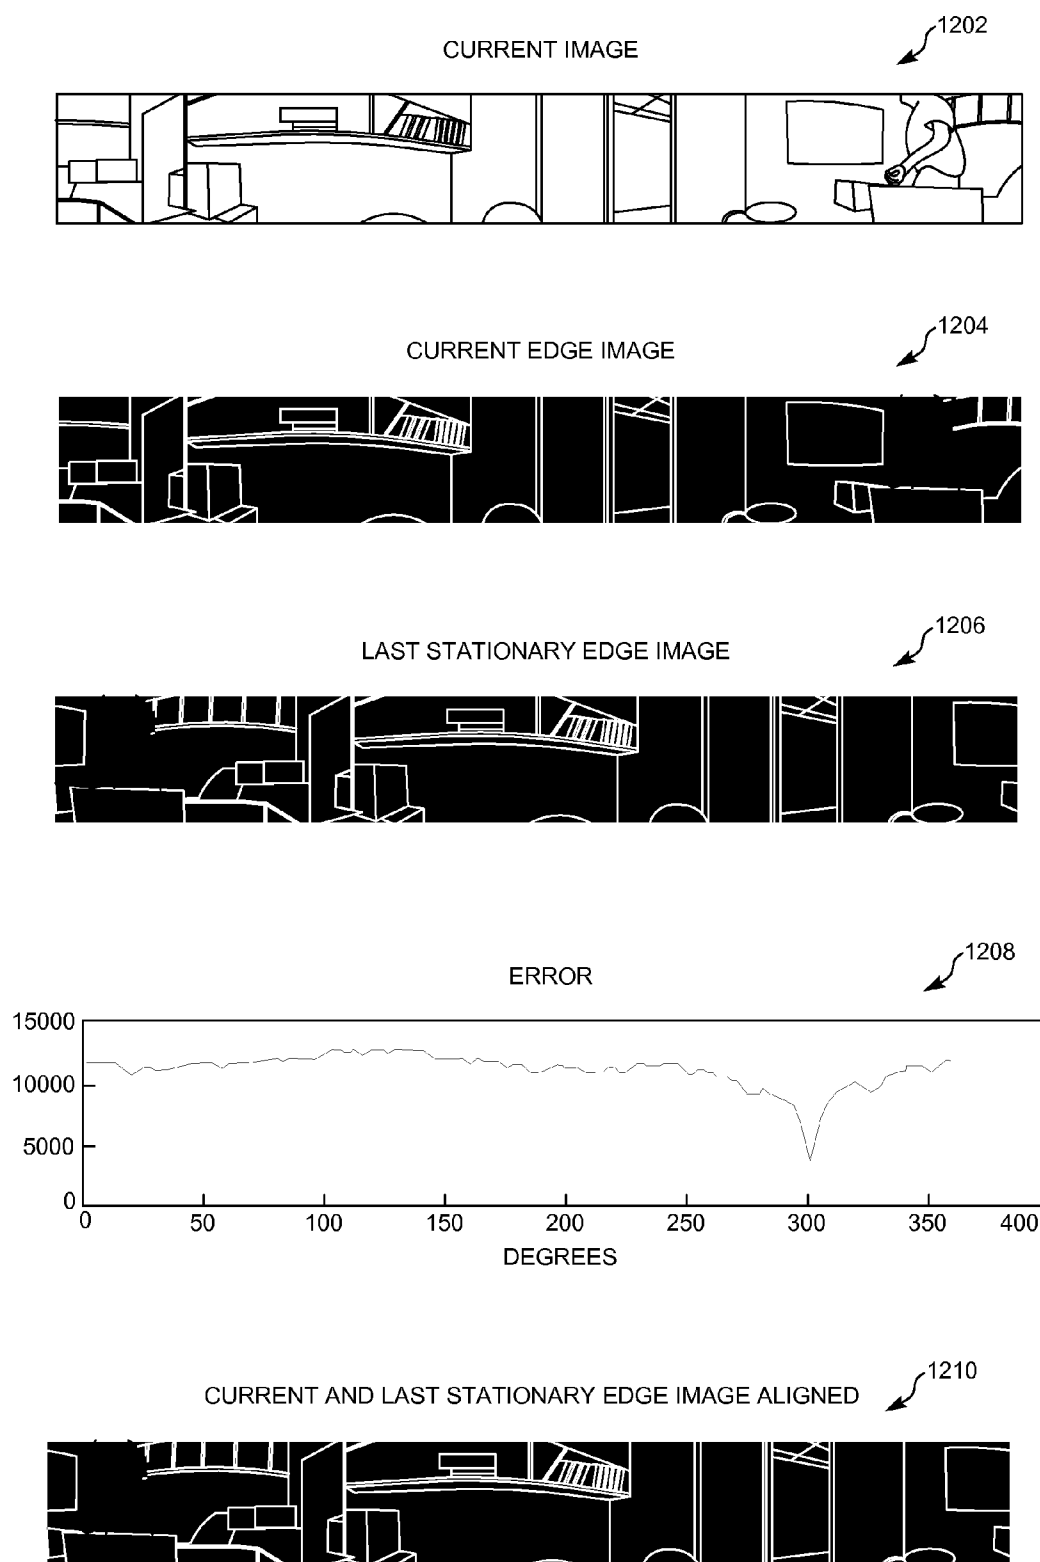 1202
CURRENT IMAGE
1204
CURRENT EDGE IMAGE
1206
LAST STATIONARY EDGE IMAGE
1208
ERROR
15000
10000
5000
0
0 50 100 150 200 250 300 350 400
DEGREES
1210
CURRENT AND LAST STATIONARY EDGE IMAGE ALIGNED